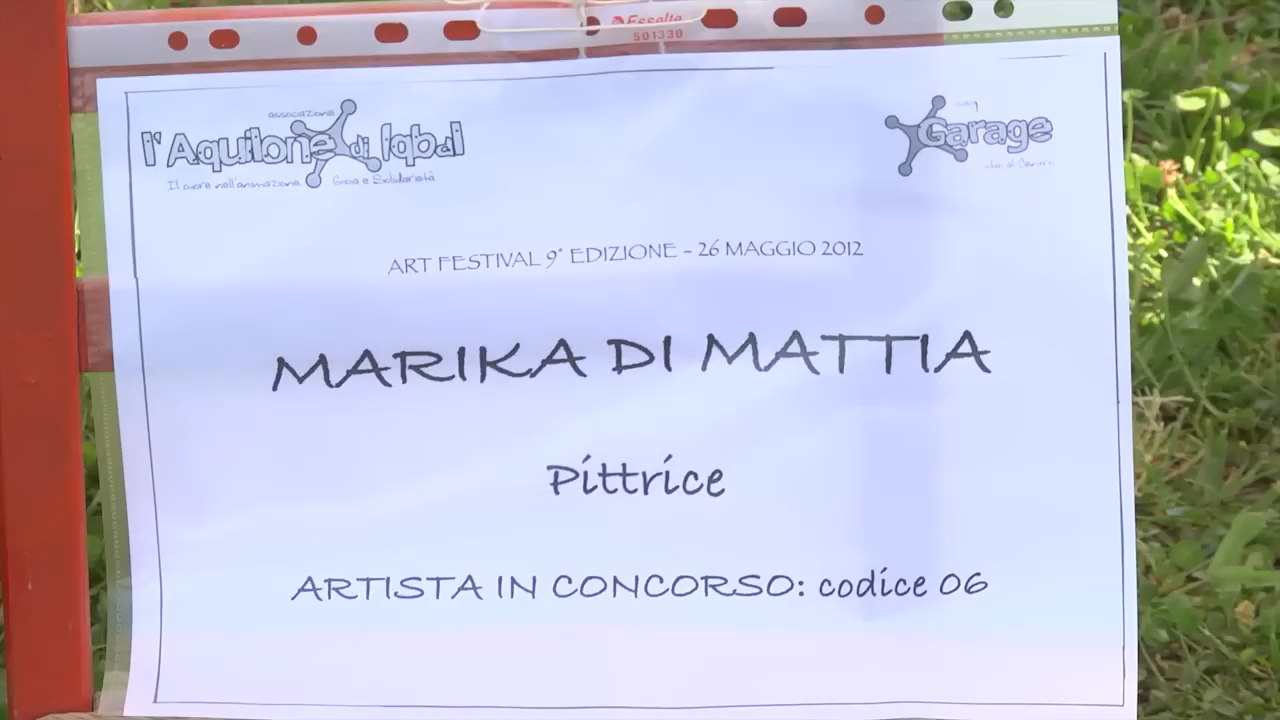 Esselte
501330
associazione
l'Aquilone di Iqbal
Il cuore nell'animazione Gioia e Solidarietà
Garage
ART FESTIVAL 9° EDIZIONE - 26 MAGGIO 2012
MARIKA DI MATTIA
Pittrice
ARTISTA IN CONCORSO: codice 06